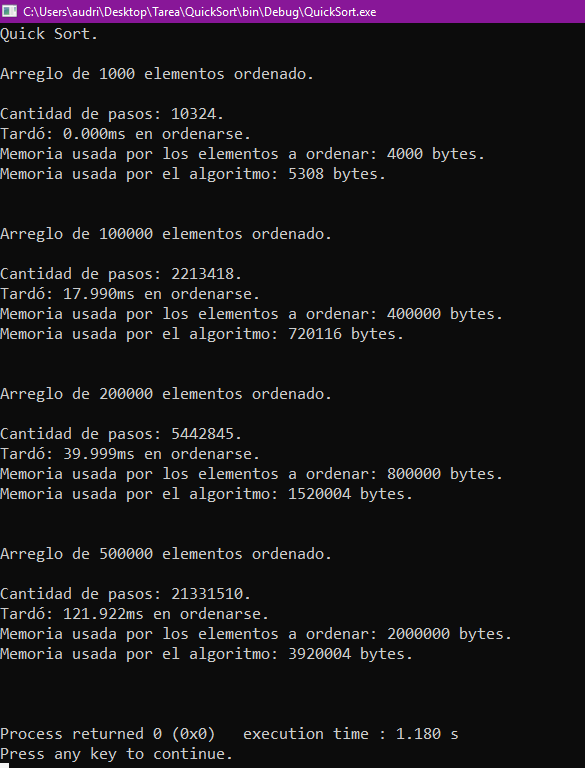 C:\Users\audri\Desktop\Tarea\QuickSort\bin\Debug\QuickSort.exe
Quick Sort.
Arreglo de 1000 elementos ordenado.
Cantidad de pasos: 10324.
Tardó: 0.000ms en ordenarse.
Memoria usada por los elementos a ordenar: 4000 bytes.
Memoria usada por el algoritmo: 5308 bytes.
Arreglo de 100000 elementos ordenado.
Cantidad de pasos: 2213418.
Tardó: 17.990ms en ordenarse.
Memoria usada por los elementos a ordenar: 400000 bytes.
Memoria usada por el algoritmo: 720116 bytes.
Arreglo de 200000 elementos ordenado.
Cantidad de pasos: 5442845.
Tardó: 39.999ms en ordenarse.
Memoria usada por los elementos a ordenar: 800000 bytes.
Memoria usada por el algoritmo: 1520004 bytes.
Arreglo de 500000 elementos ordenado.
Cantidad de pasos: 21331510.
Tardó: 121.922ms en ordenarse.
Memoria usada por los elementos a ordenar: 2000000 bytes.
Memoria usada por el algoritmo: 3920004 bytes.
Process returned 0 (0x0)   execution time : 1.180 s
Press any key to continue.